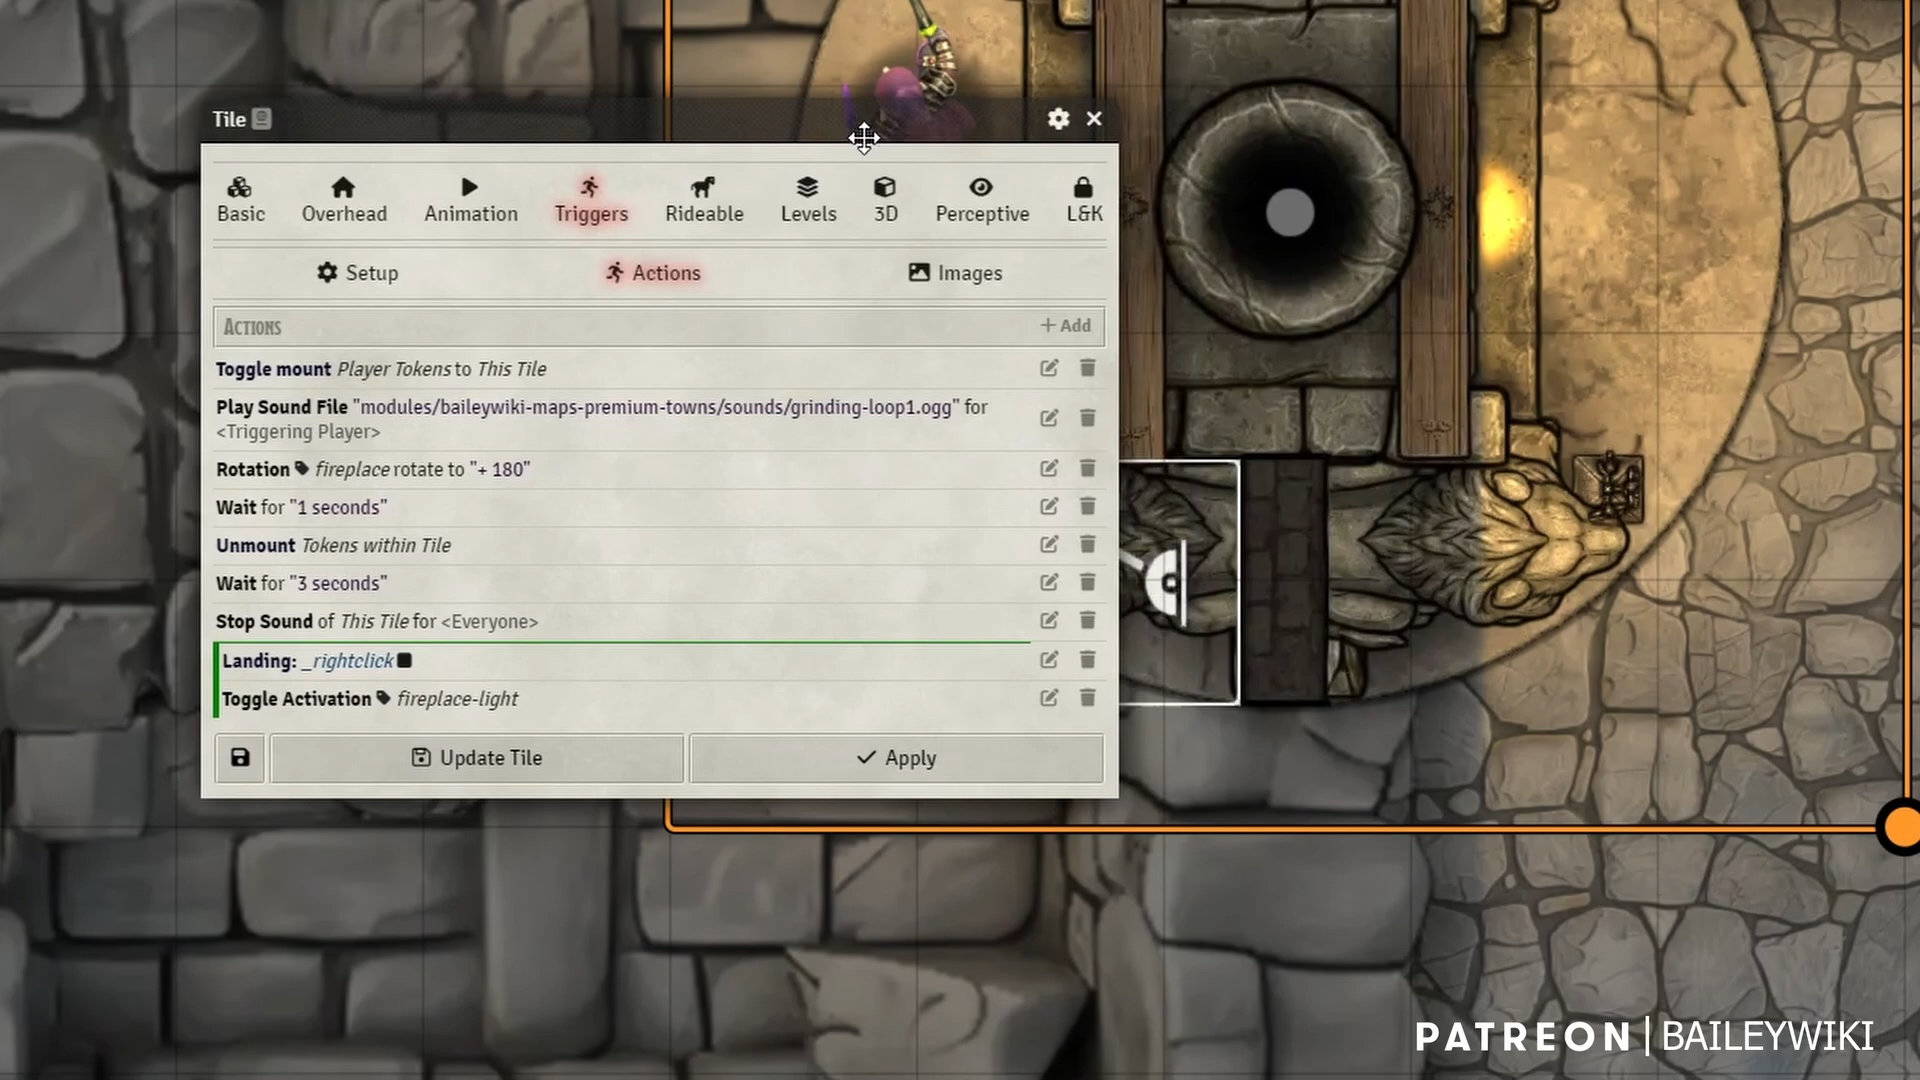 Tile
Basic
Overhead
Animation
Triggers
Rideable
Levels
3D
Perceptive
L&K
Setup
Actions
Images
Actions
+ Add
Toggle mount Player Tokens to This Tile
Play Sound File "modules/baileywiki-maps-premium-towns/sounds/grinding-loop1.ogg" for
<Triggering Player>
Rotation fireplace rotate to "+ 180"
Wait for "1 seconds"
Unmount Tokens within Tile
Wait for "3 seconds"
Stop Sound of This Tile for <Everyone>
Landing: _rightclick
Toggle Activation fireplace-light
Update Tile
Apply
PATREON | BAILEYWIKI